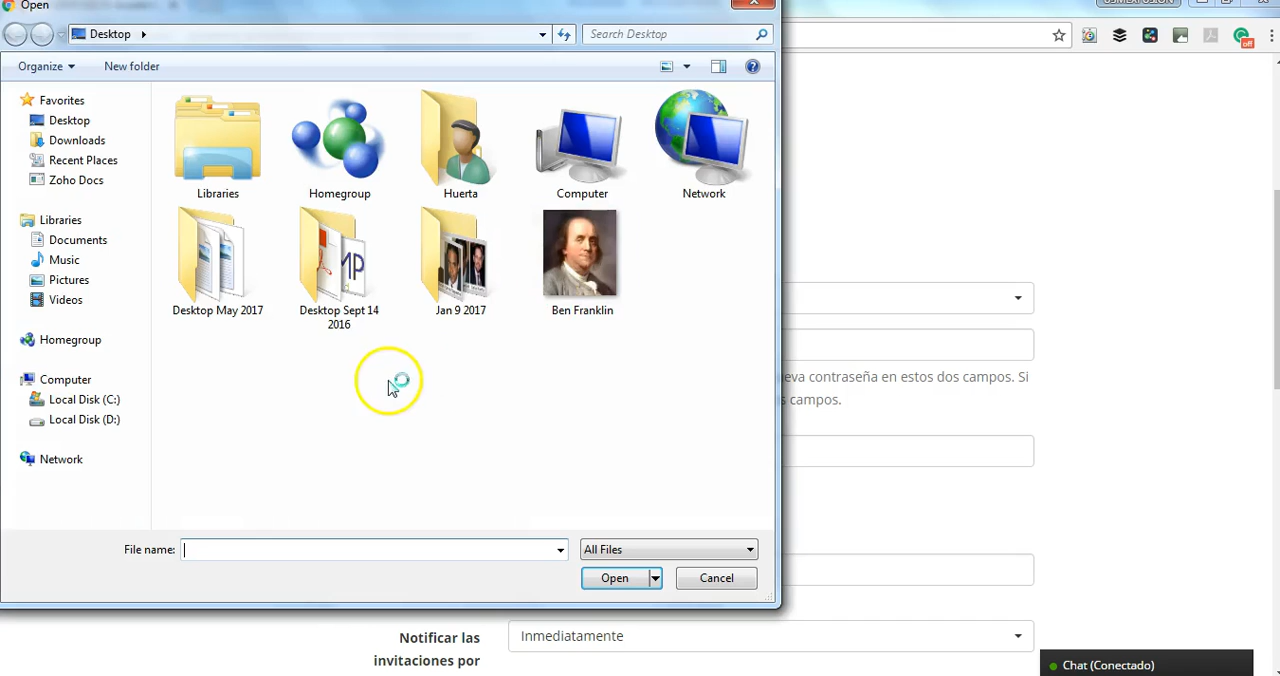 Open
Desktop
Search Desktop
Organize
New folder
off
Favorites
Desktop
Downloads
Recent Places
Zoho Docs
Libraries
Documents
Music
Pictures
Videos
Homegroup
Computer
Local Disk (C:)
Local Disk (D:)
Network
Libraries
Homegroup
Huerta
Computer
Network
MP
Desktop May 2017
Desktop Sept 14
2016
Jan 9 2017
Ben Franklin
eva contraseña en estos dos campos. Si
s campos.
File name:
All Files
Open
Cancel
Notificar las
invitaciones por
Inmediatamente
Chat (Conectado)